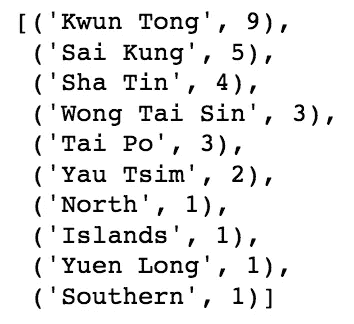 [('Kwun Tong', 9),
('Sai Kung', 5),
('Sha Tin', 4),
('Wong Tai Sin', 3),
('Tai Po', 3),
('Yau Tsim', 2),
('North', 1),
('Islands', 1),
('Yuen Long', 1),
('Southern', 1)]